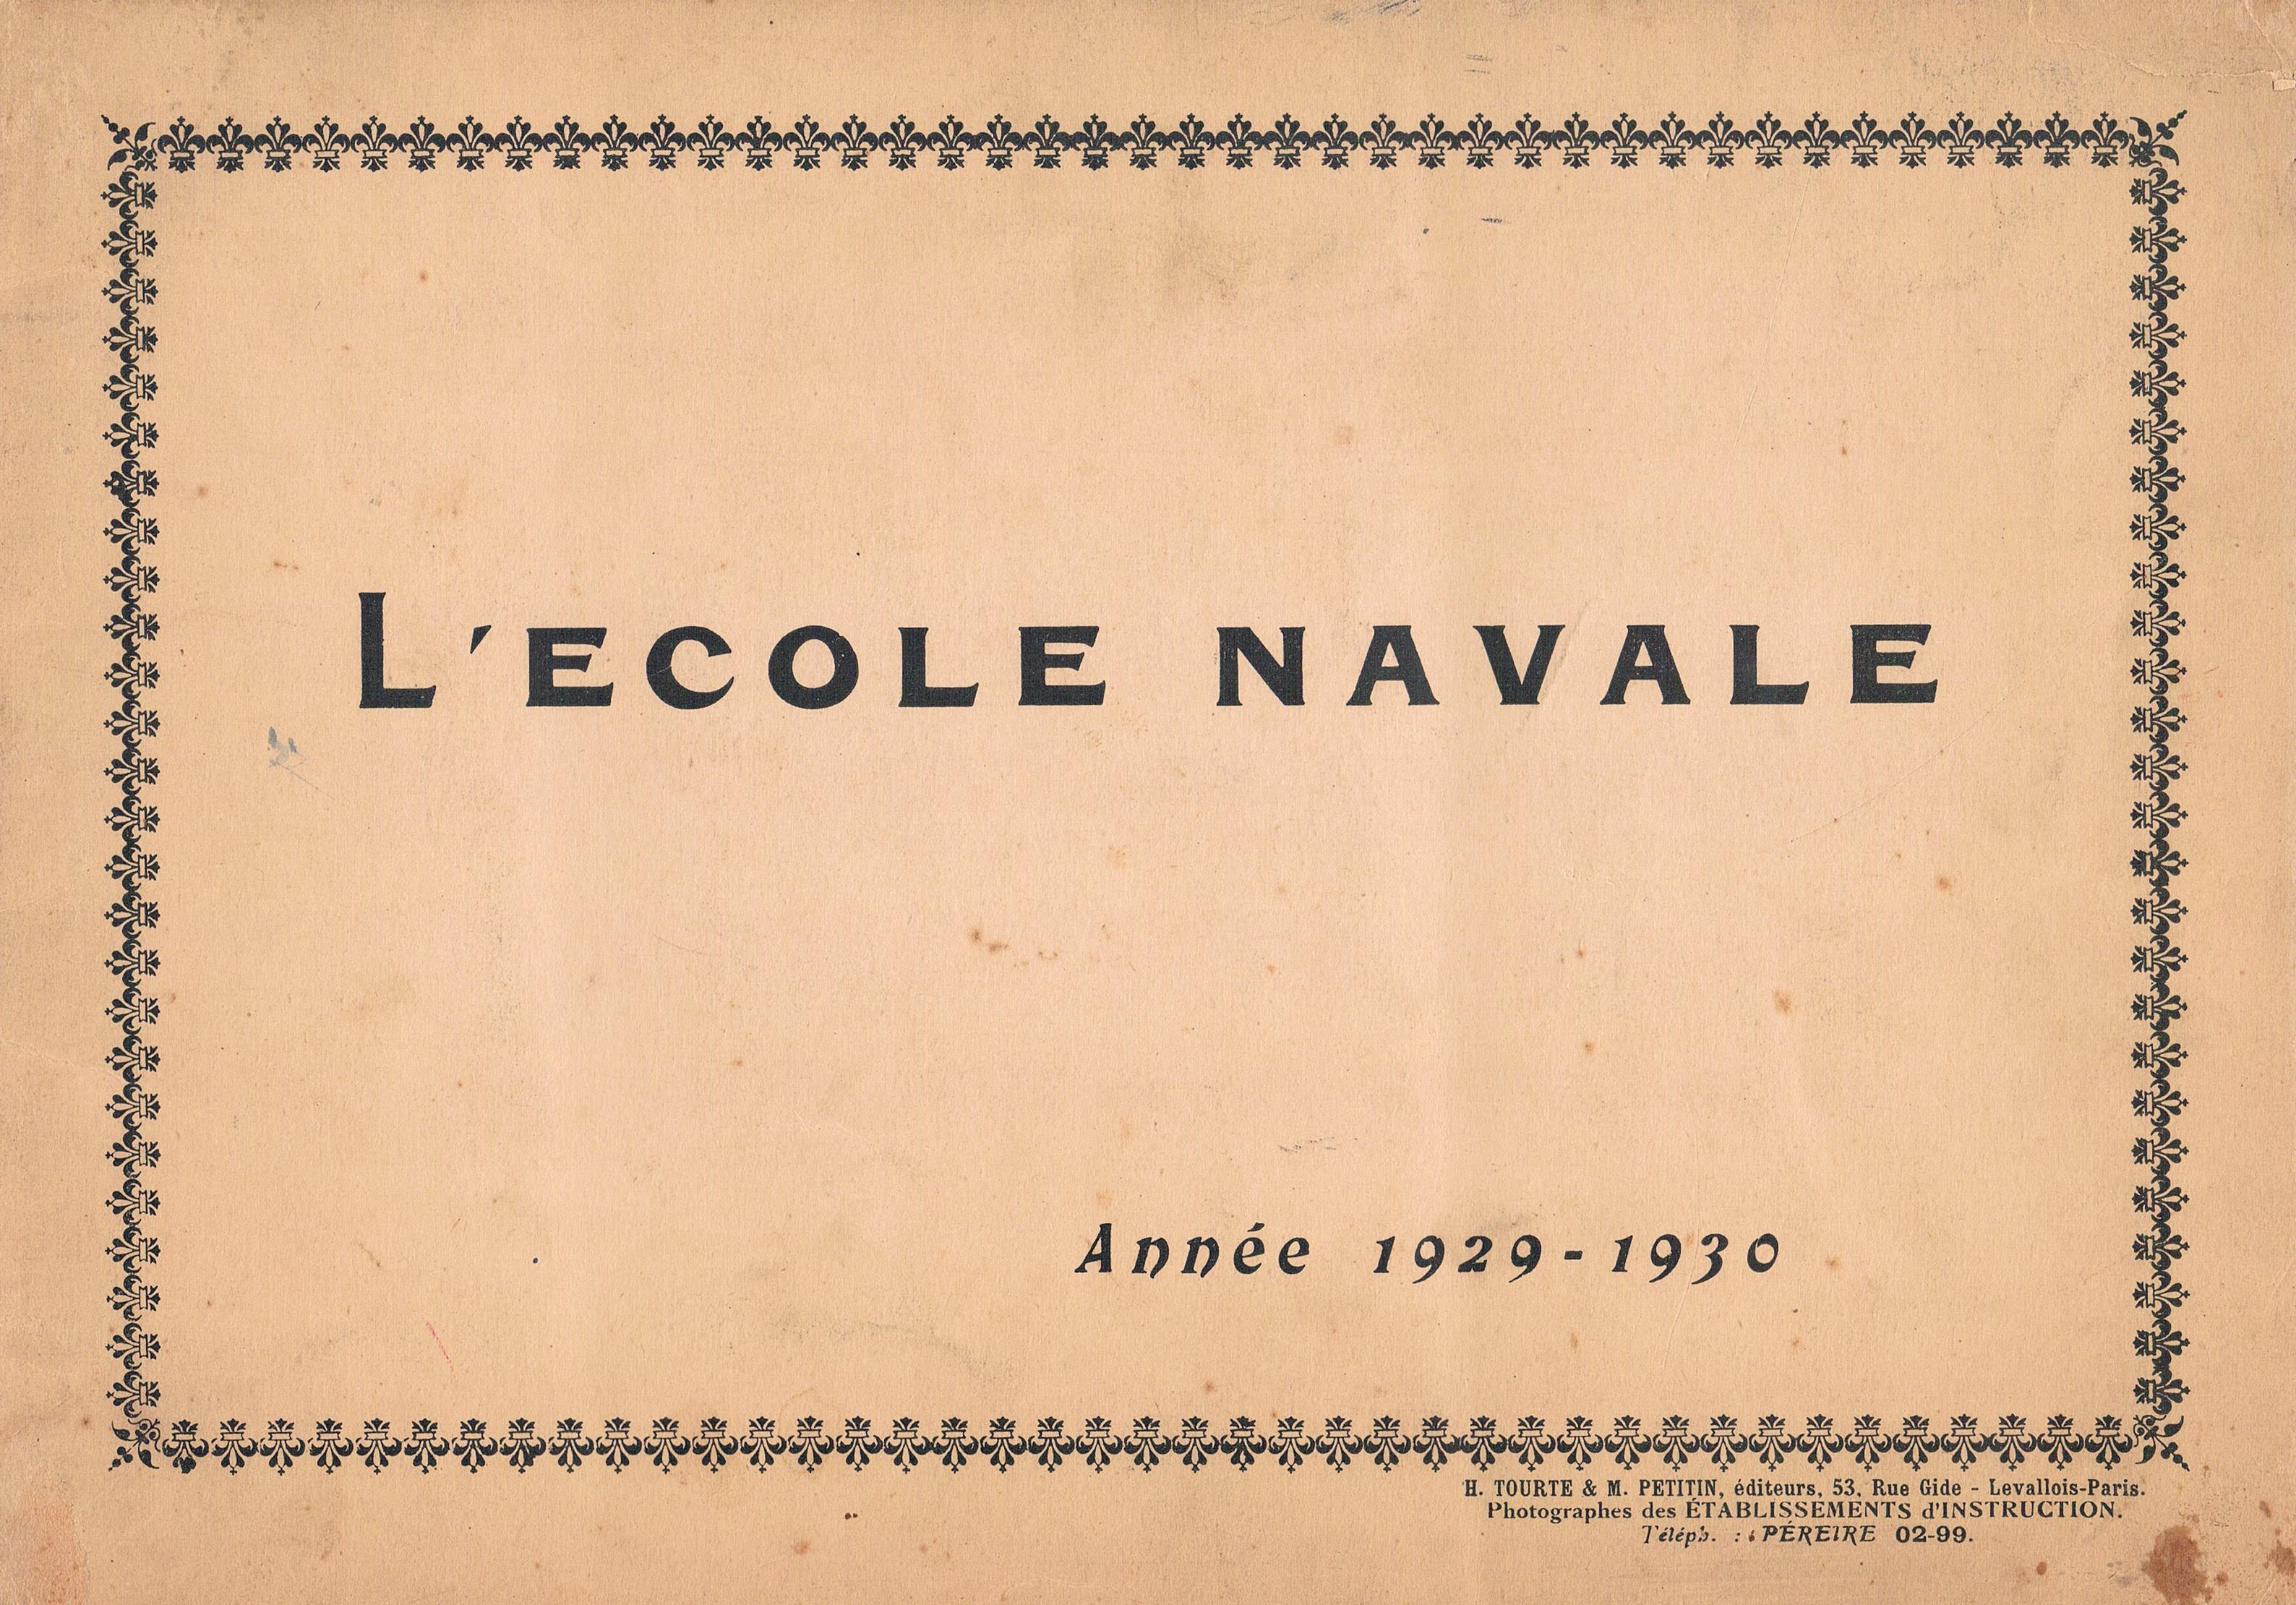 L'ECOLE NAVALE
Année 1929-1930
H. TOURTE & M. PETITIN, éditeurs, 53, Rue Gide - Levallois-Paris.
Photographes des ÉTABLISSEMENTS d'INSTRUCTION.
Téléph. : PÉREIRE 02-99.